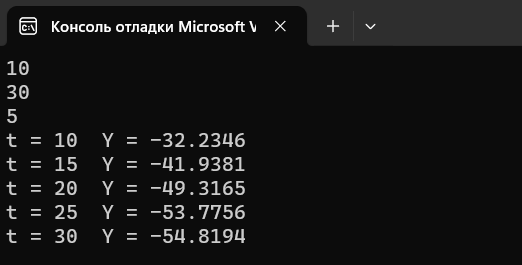 Консоль отладки Microsoft V
10
30
5
t = 10  Y = -32.2346
t = 15  Y = -41.9381
t = 20  Y = -49.3165
t = 25  Y = -53.7756
t = 30  Y = -54.8194